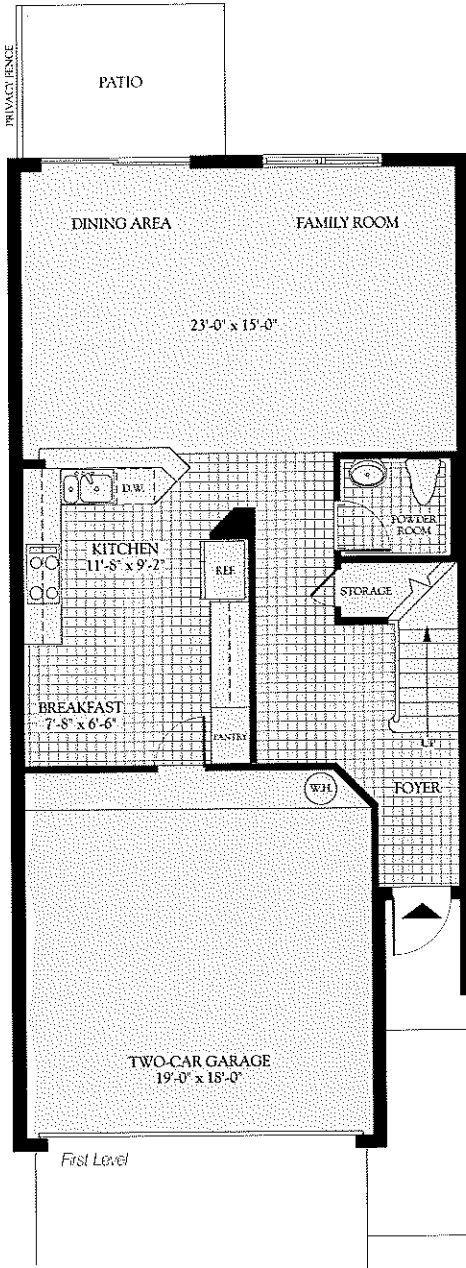 PRIVACY FENCE
PATIO
DINING AREA
FAMILY ROOM
23'-0" x 15'-0"
D.W.
POWDER
ROOM
KITCHEN
11'-8" x 9'-2"
REF.
STORAGE
BREAKFAST
7'-8" x 6'-6"
PANTRY
UP
W.H.
FOYER
TWO-CAR GARAGE
19'-0" x 18'-0"
First Level